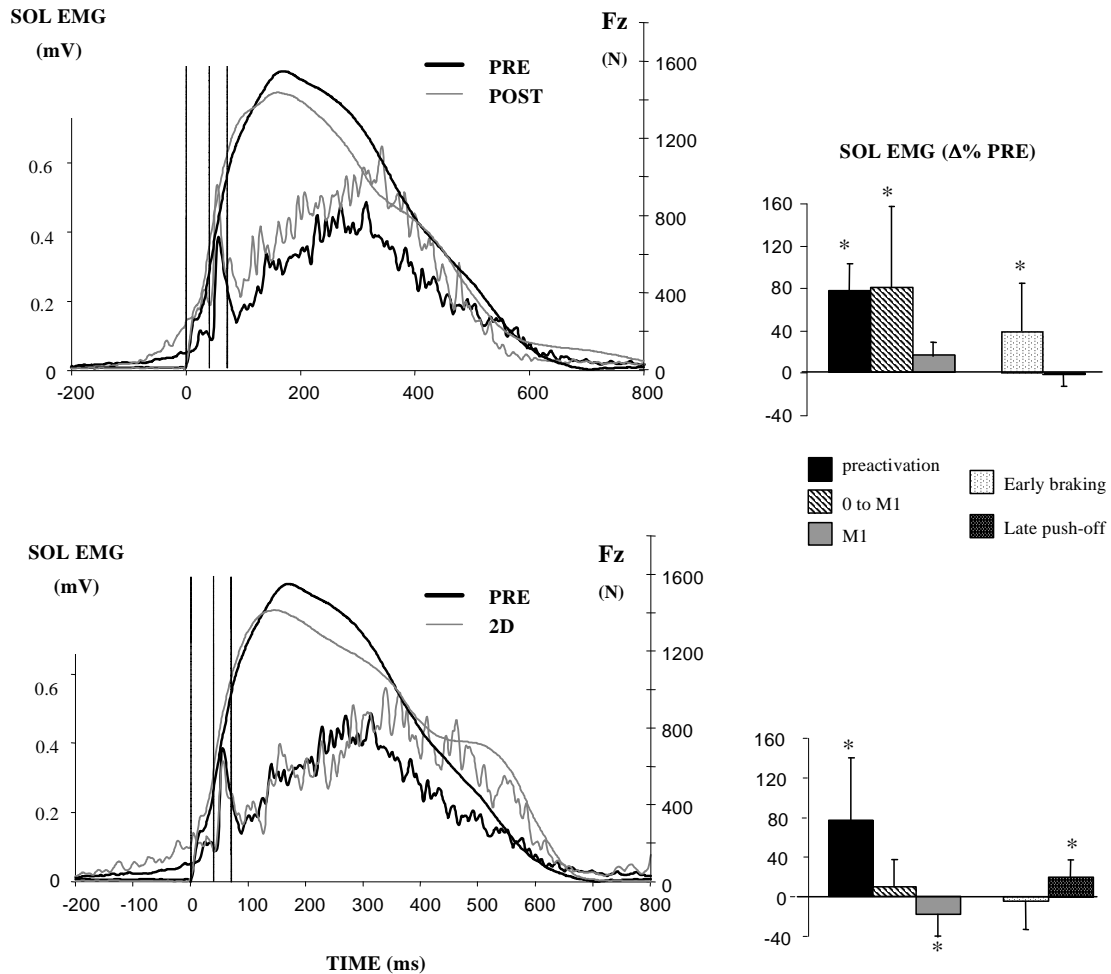 SOL EMG
(mV)
Fz
(N)
PRE
POST
1600
1200
800
400
0
0.6
0.4
0.2
0
-200 0 200 400 600 800
SOL EMG (Δ% PRE)
160
120
80
40
0
-40
* * *
preactivation
0 to M1
M1
Early braking
Late push-off
SOL EMG
(mV)
Fz
(N)
PRE
2D
1600
1200
800
400
0
0.6
0.4
0.2
0
-200 -100 0 100 200 300 400 500 600 700 800
TIME (ms)
160
120
80
40
0
-40
* * *